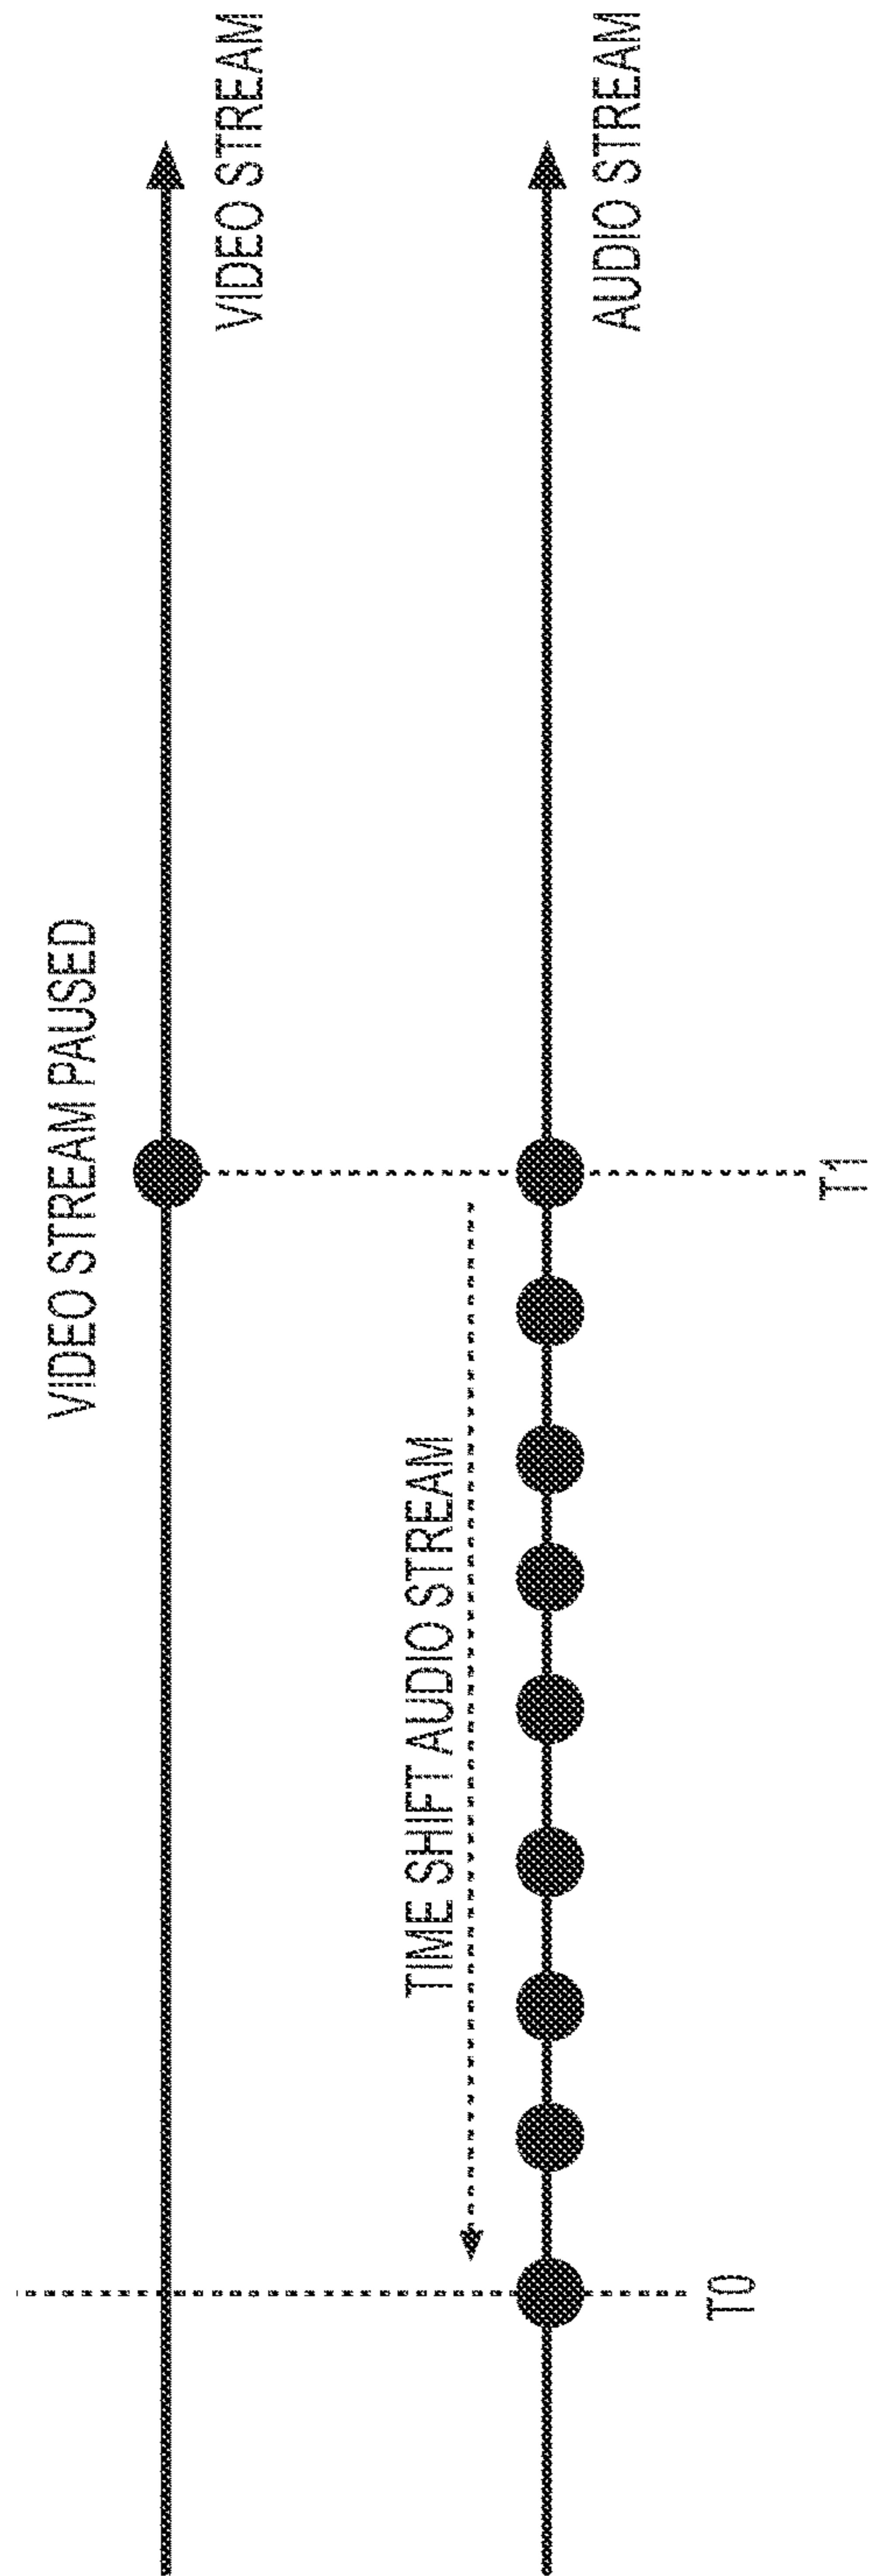 VIDEO STREAM PAUSED
VIDEO STREAM
TIME SHIFT AUDIO STREAM
AUDIO STREAM
T0
T1